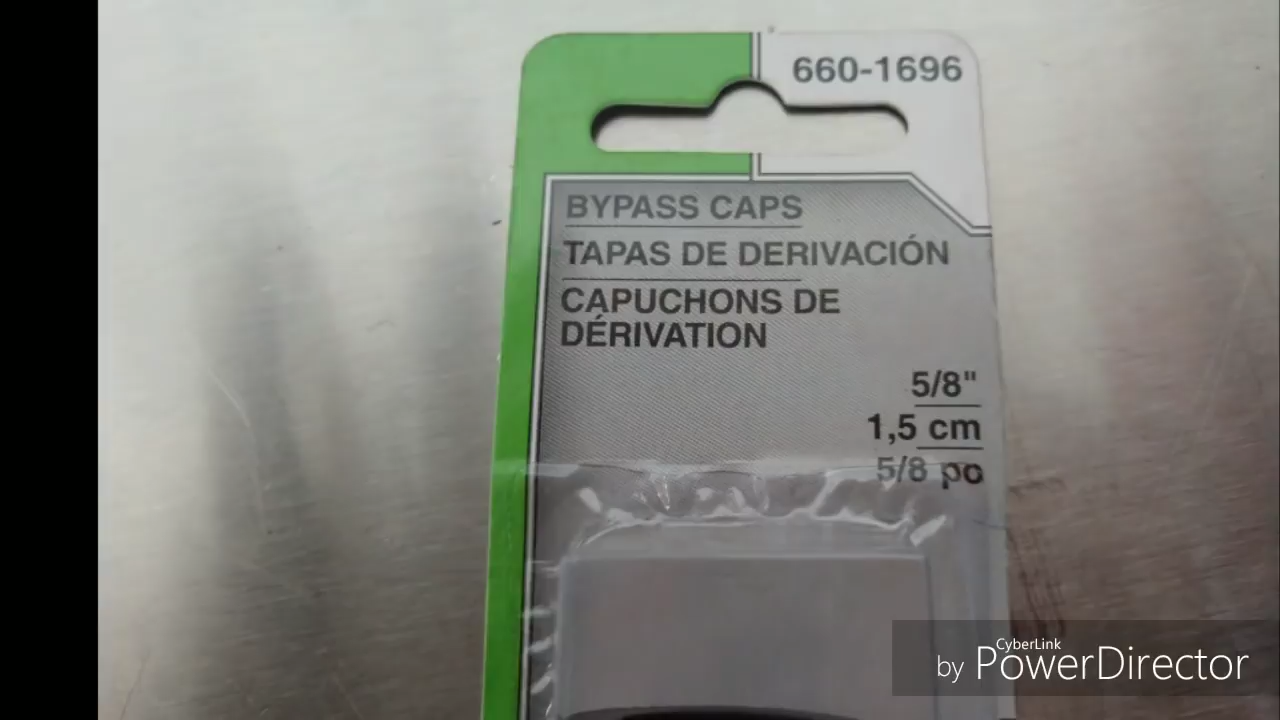 660-1696
BYPASS CAPS
TAPAS DE DERIVACIÓN
CAPUCHONS DE
DÉRIVATION
5/8"
1,5 cm
5/8 po
CyberLink
by PowerDirector